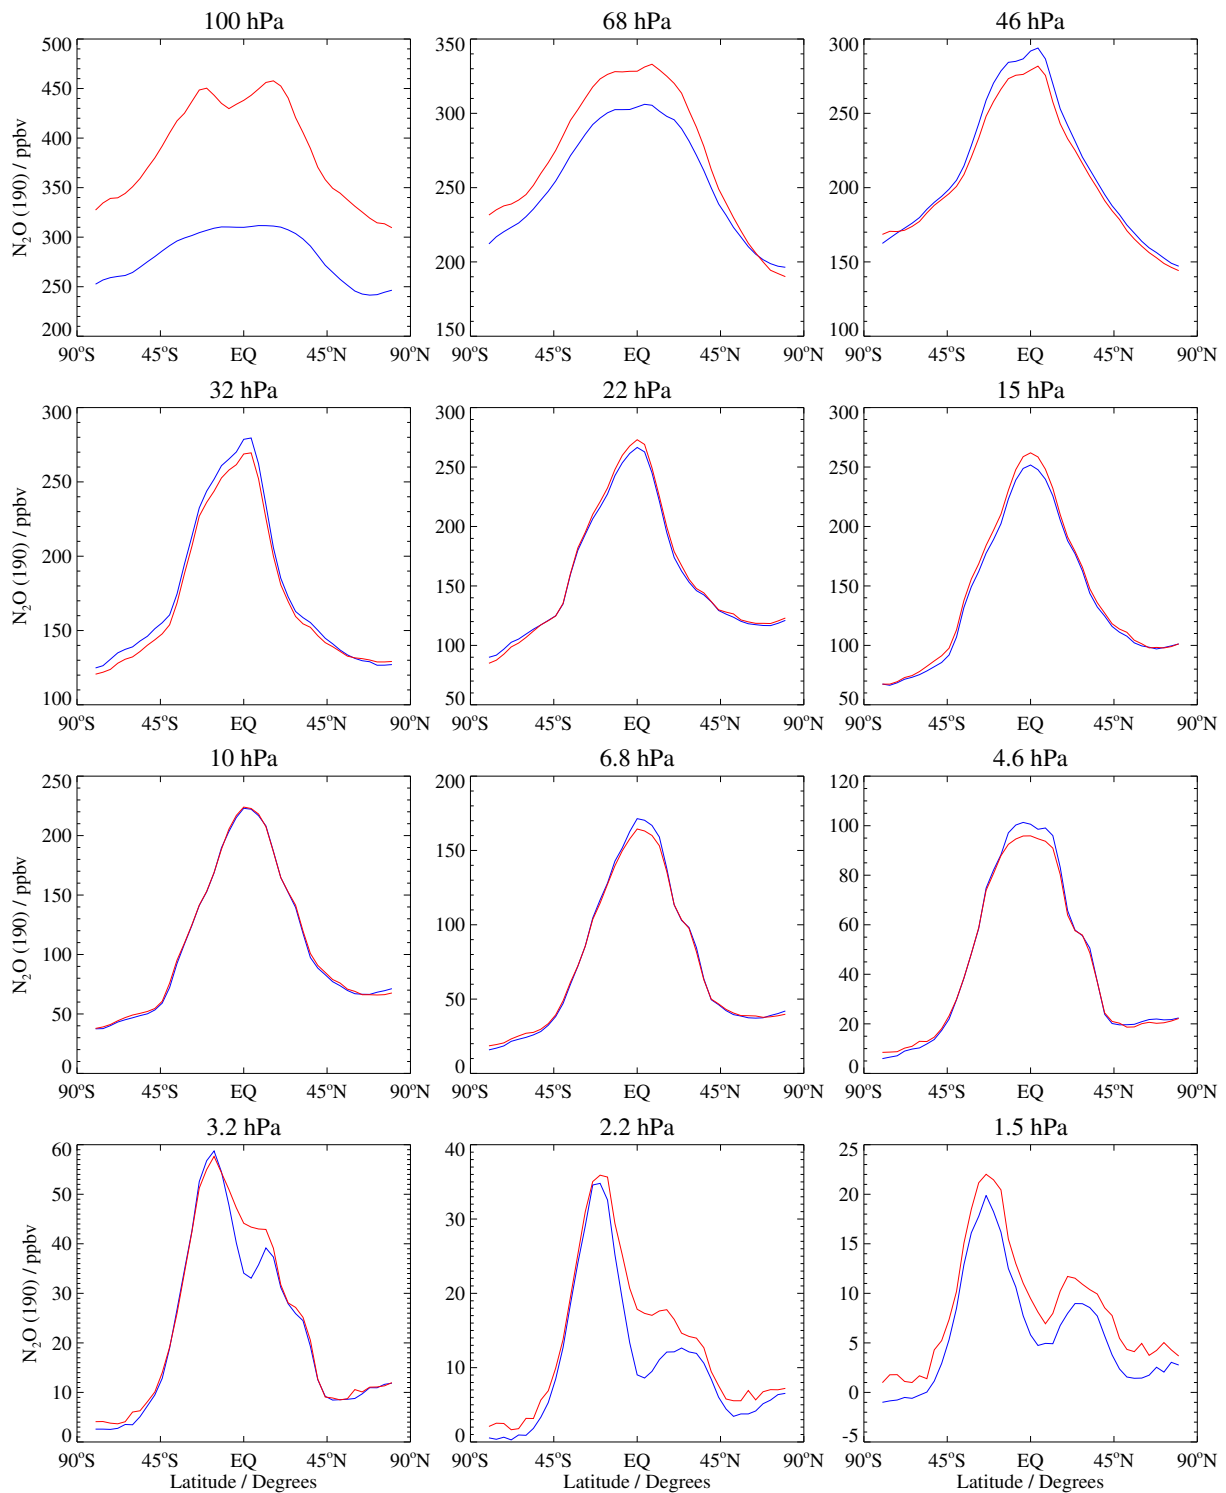 100 hPa 68 hPa 46 hPa
500 350 300
450
400 300 250
350 250 200
300
250 200 150
200 150 100
N₂O (190) / ppbv
90°S 45°S EQ 45°N 90°N 90°S 45°S EQ 45°N 90°N 90°S 45°S EQ 45°N 90°N
32 hPa 22 hPa 15 hPa
300 300 300
250 250 250
200 200 200
150 150 150
100 100
100 50 50
N₂O (190) / ppbv
90°S 45°S EQ 45°N 90°N 90°S 45°S EQ 45°N 90°N 90°S 45°S EQ 45°N 90°N
10 hPa 6.8 hPa 4.6 hPa
250 200 120
200 150 100
150 80
100 100 60
40
50 50 20
0 0 0
N₂O (190) / ppbv
90°S 45°S EQ 45°N 90°N 90°S 45°S EQ 45°N 90°N 90°S 45°S EQ 45°N 90°N
3.2 hPa 2.2 hPa 1.5 hPa
60 40 25
50 20
40 30 15
30 20 10
20 5
10 10 0
0 0 -5
N₂O (190) / ppbv
90°S 45°S EQ 45°N 90°N 90°S 45°S EQ 45°N 90°N 90°S 45°S EQ 45°N 90°N
Latitude / Degrees Latitude / Degrees Latitude / Degrees